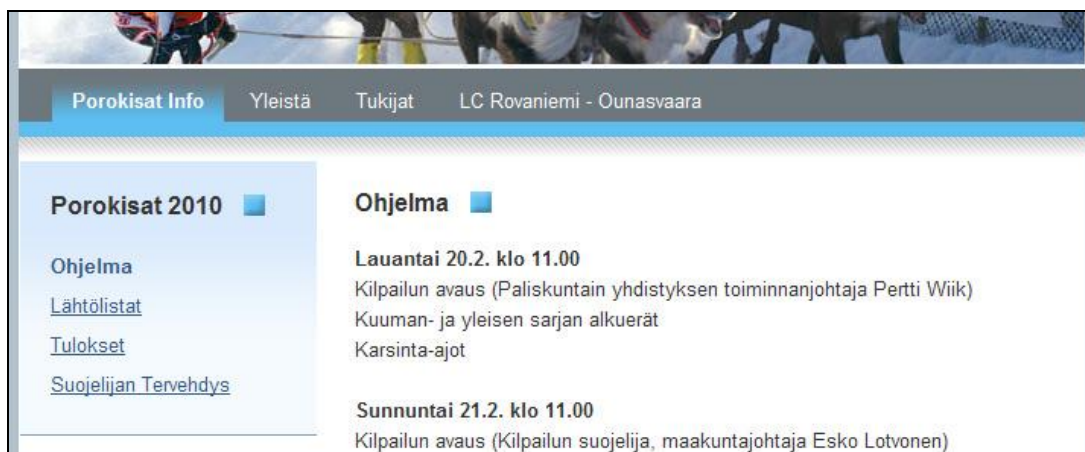 Porokisat Info Yleistä Tukijat LC Rovaniemi - Ounasvaara
Porokisat 2010
Ohjelma
Lähtölistat
Tulokset
Suojelijan Tervehdys
Ohjelma
Lauantai 20.2. klo 11.00
Kilpailun avaus (Paliskuntain yhdistyksen toiminnanjohtaja Pertti Wiik)
Kuuman- ja yleisen sarjan alkuerät
Karsinta-ajot
Sunnuntai 21.2. klo 11.00
Kilpailun avaus (Kilpailun suojelija, maakuntajohtaja Esko Lotvonen)